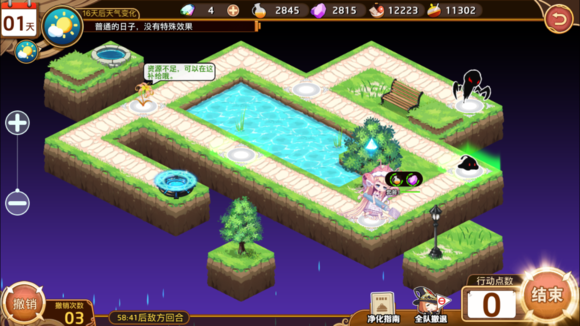 01天
16天后天气变化
普通的日子，没有特殊效果
4
2845
2815
12223
11302
资源不足，可以在这
补给哦。
撤销
撤销次数
03
58:41后敌方回合
净化指南
全队撤退
行动点数
0
结束